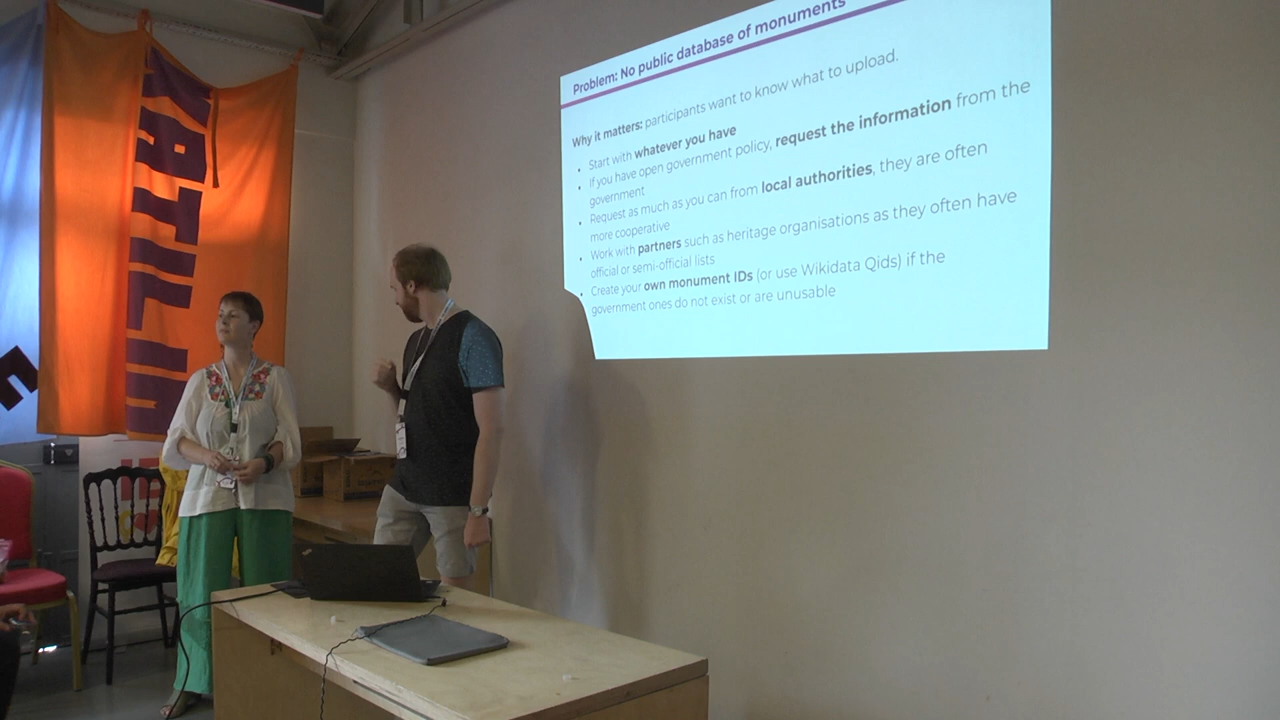 Problem: No public database of monuments
Why it matters: participants want to know what to upload.
• Start with whatever you have
• If you have open government policy, request the information from the
government
• Request as much as you can from local authorities, they are often
more cooperative
• Work with partners such as heritage organisations as they often have
official or semi-official lists
• Create your own monument IDs (or use Wikidata Qids) if the
government ones do not exist or are unusable